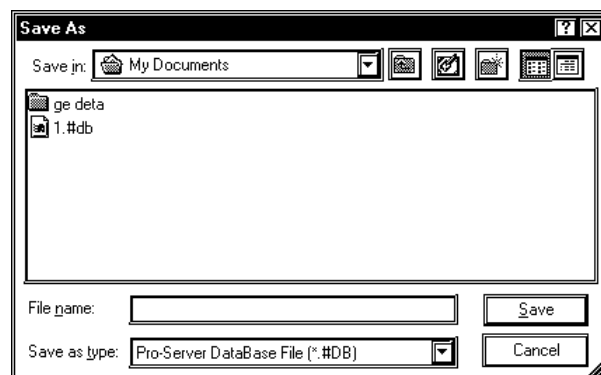 Save As
Save in: My Documents
ge deta
1.#db
File name:
Save
Save as type: Pro-Server DataBase File (*.#DB)
Cancel